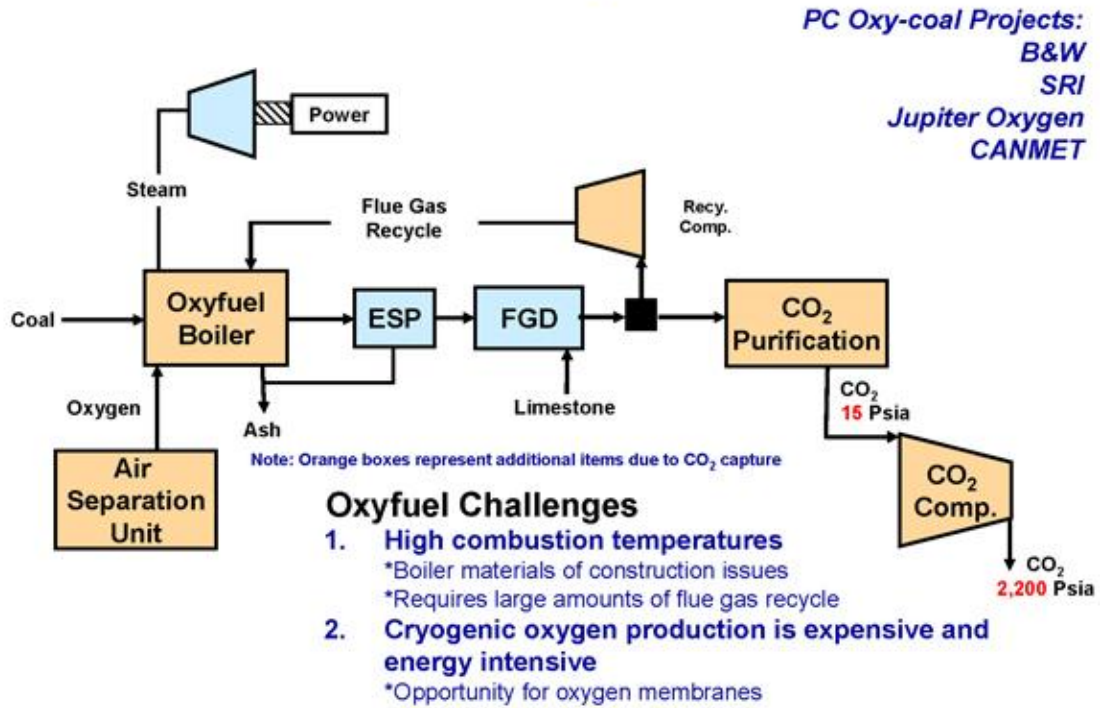 PC Oxy-coal Projects:
B&W
SRI
Jupiter Oxygen
CANMET
Power
Steam
Flue Gas
Recycle
Recy.
Comp.
Coal
Oxyfuel
Boiler
ESP
FGD
CO₂
Purification
Oxygen
Ash
Limestone
CO₂
15 Psia
Air
Separation
Unit
Note: Orange boxes represent additional items due to CO₂ capture
CO₂
Comp.
CO₂
2,200 Psia
Oxyfuel Challenges
1. High combustion temperatures
*Boiler materials of construction issues
*Requires large amounts of flue gas recycle
2. Cryogenic oxygen production is expensive and
energy intensive
*Opportunity for oxygen membranes